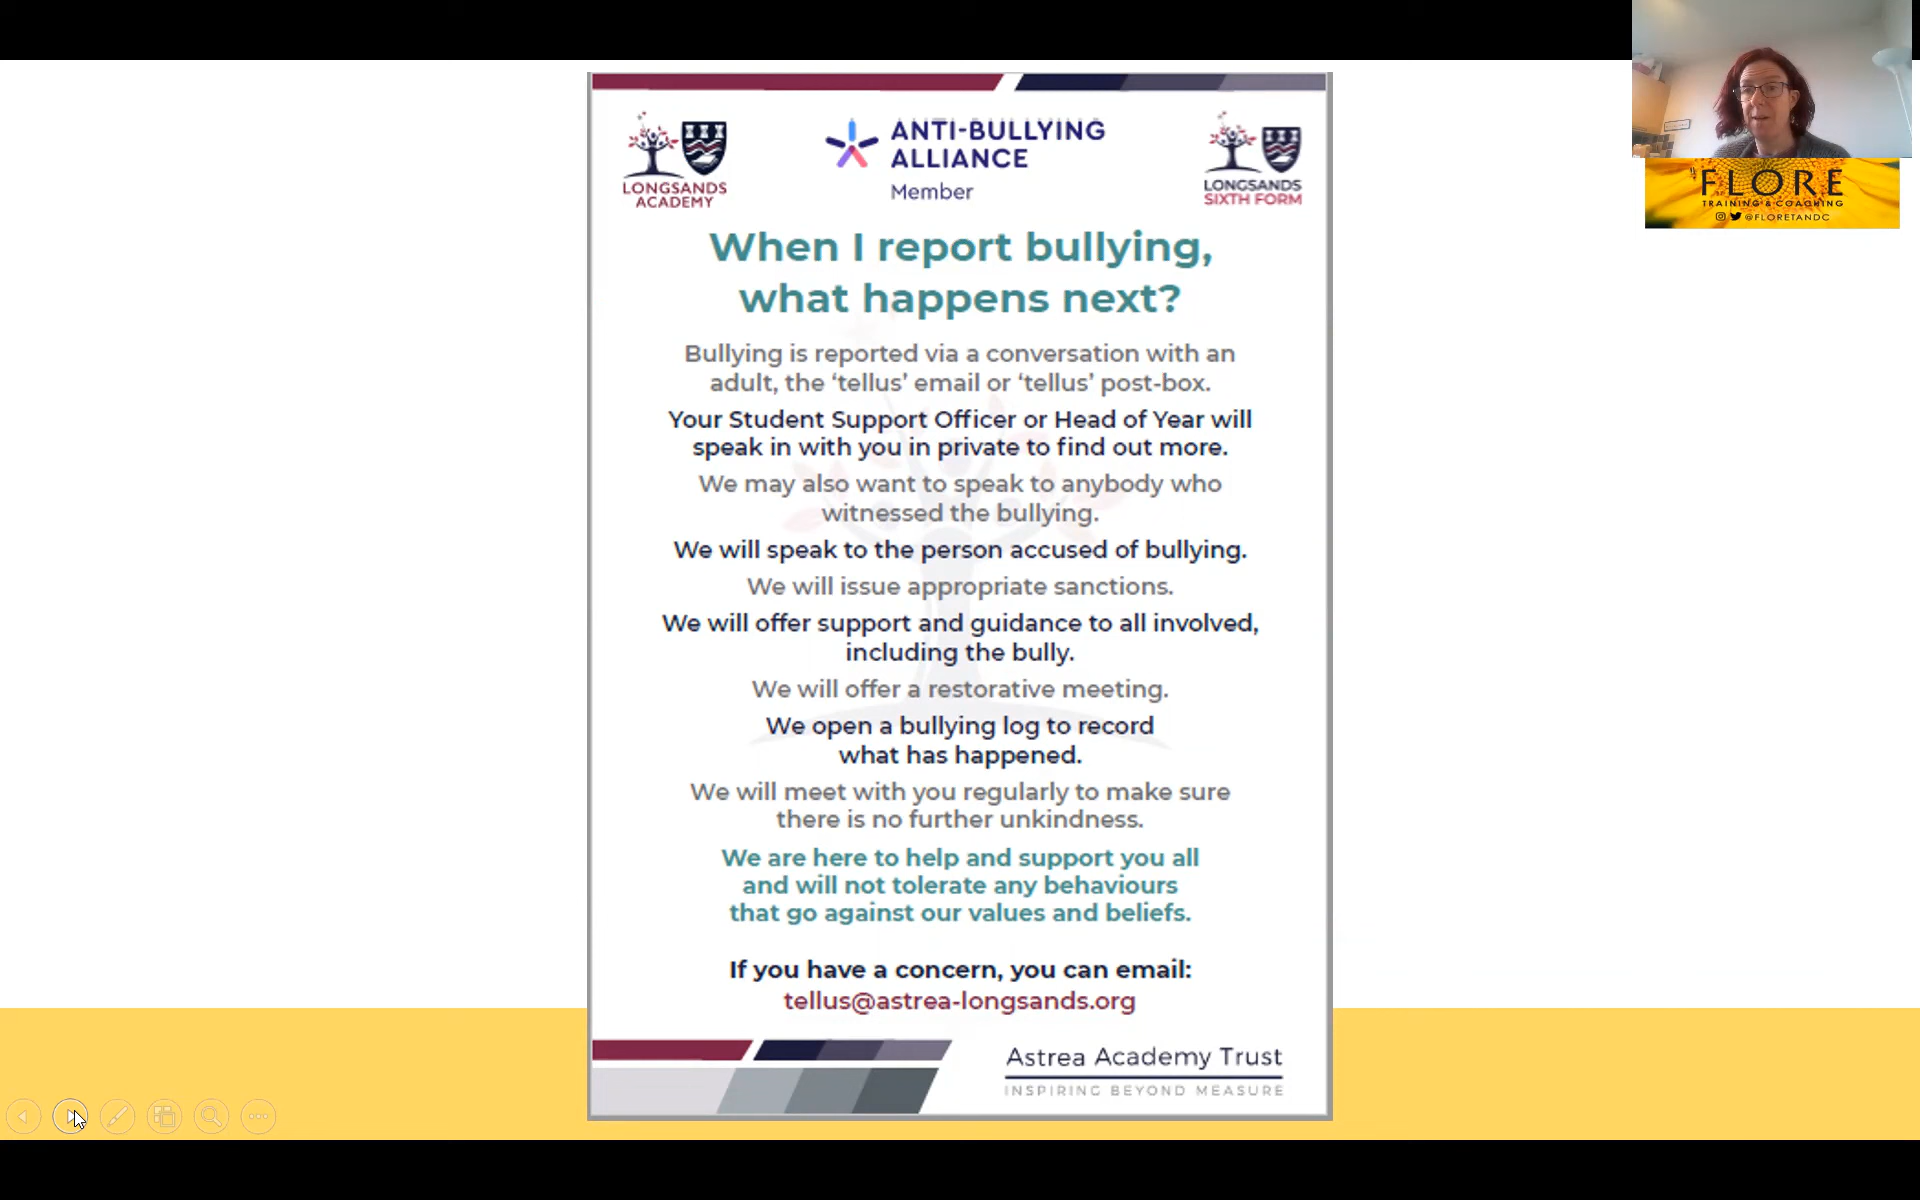 LONGSANDS
ACADEMY
ANTI-BULLYING
ALLIANCE
Member
LONGSANDS
SIXTH FORM
FLORE
TRAINING & COACHING
@FLORETANDC
When I report bullying,
what happens next?
Bullying is reported via a conversation with an
adult, the ‘tellus’ email or ‘tellus’ post-box.
Your Student Support Officer or Head of Year will
speak in with you in private to find out more.
We may also want to speak to anybody who
witnessed the bullying.
We will speak to the person accused of bullying.
We will issue appropriate sanctions.
We will offer support and guidance to all involved,
including the bully.
We will offer a restorative meeting.
We open a bullying log to record
what has happened.
We will meet with you regularly to make sure
there is no further unkindness.
We are here to help and support you all
and will not tolerate any behaviours
that go against our values and beliefs.
If you have a concern, you can email:
tellus@astrea-longsands.org
Astrea Academy Trust
INSPIRING BEYOND MEASURE